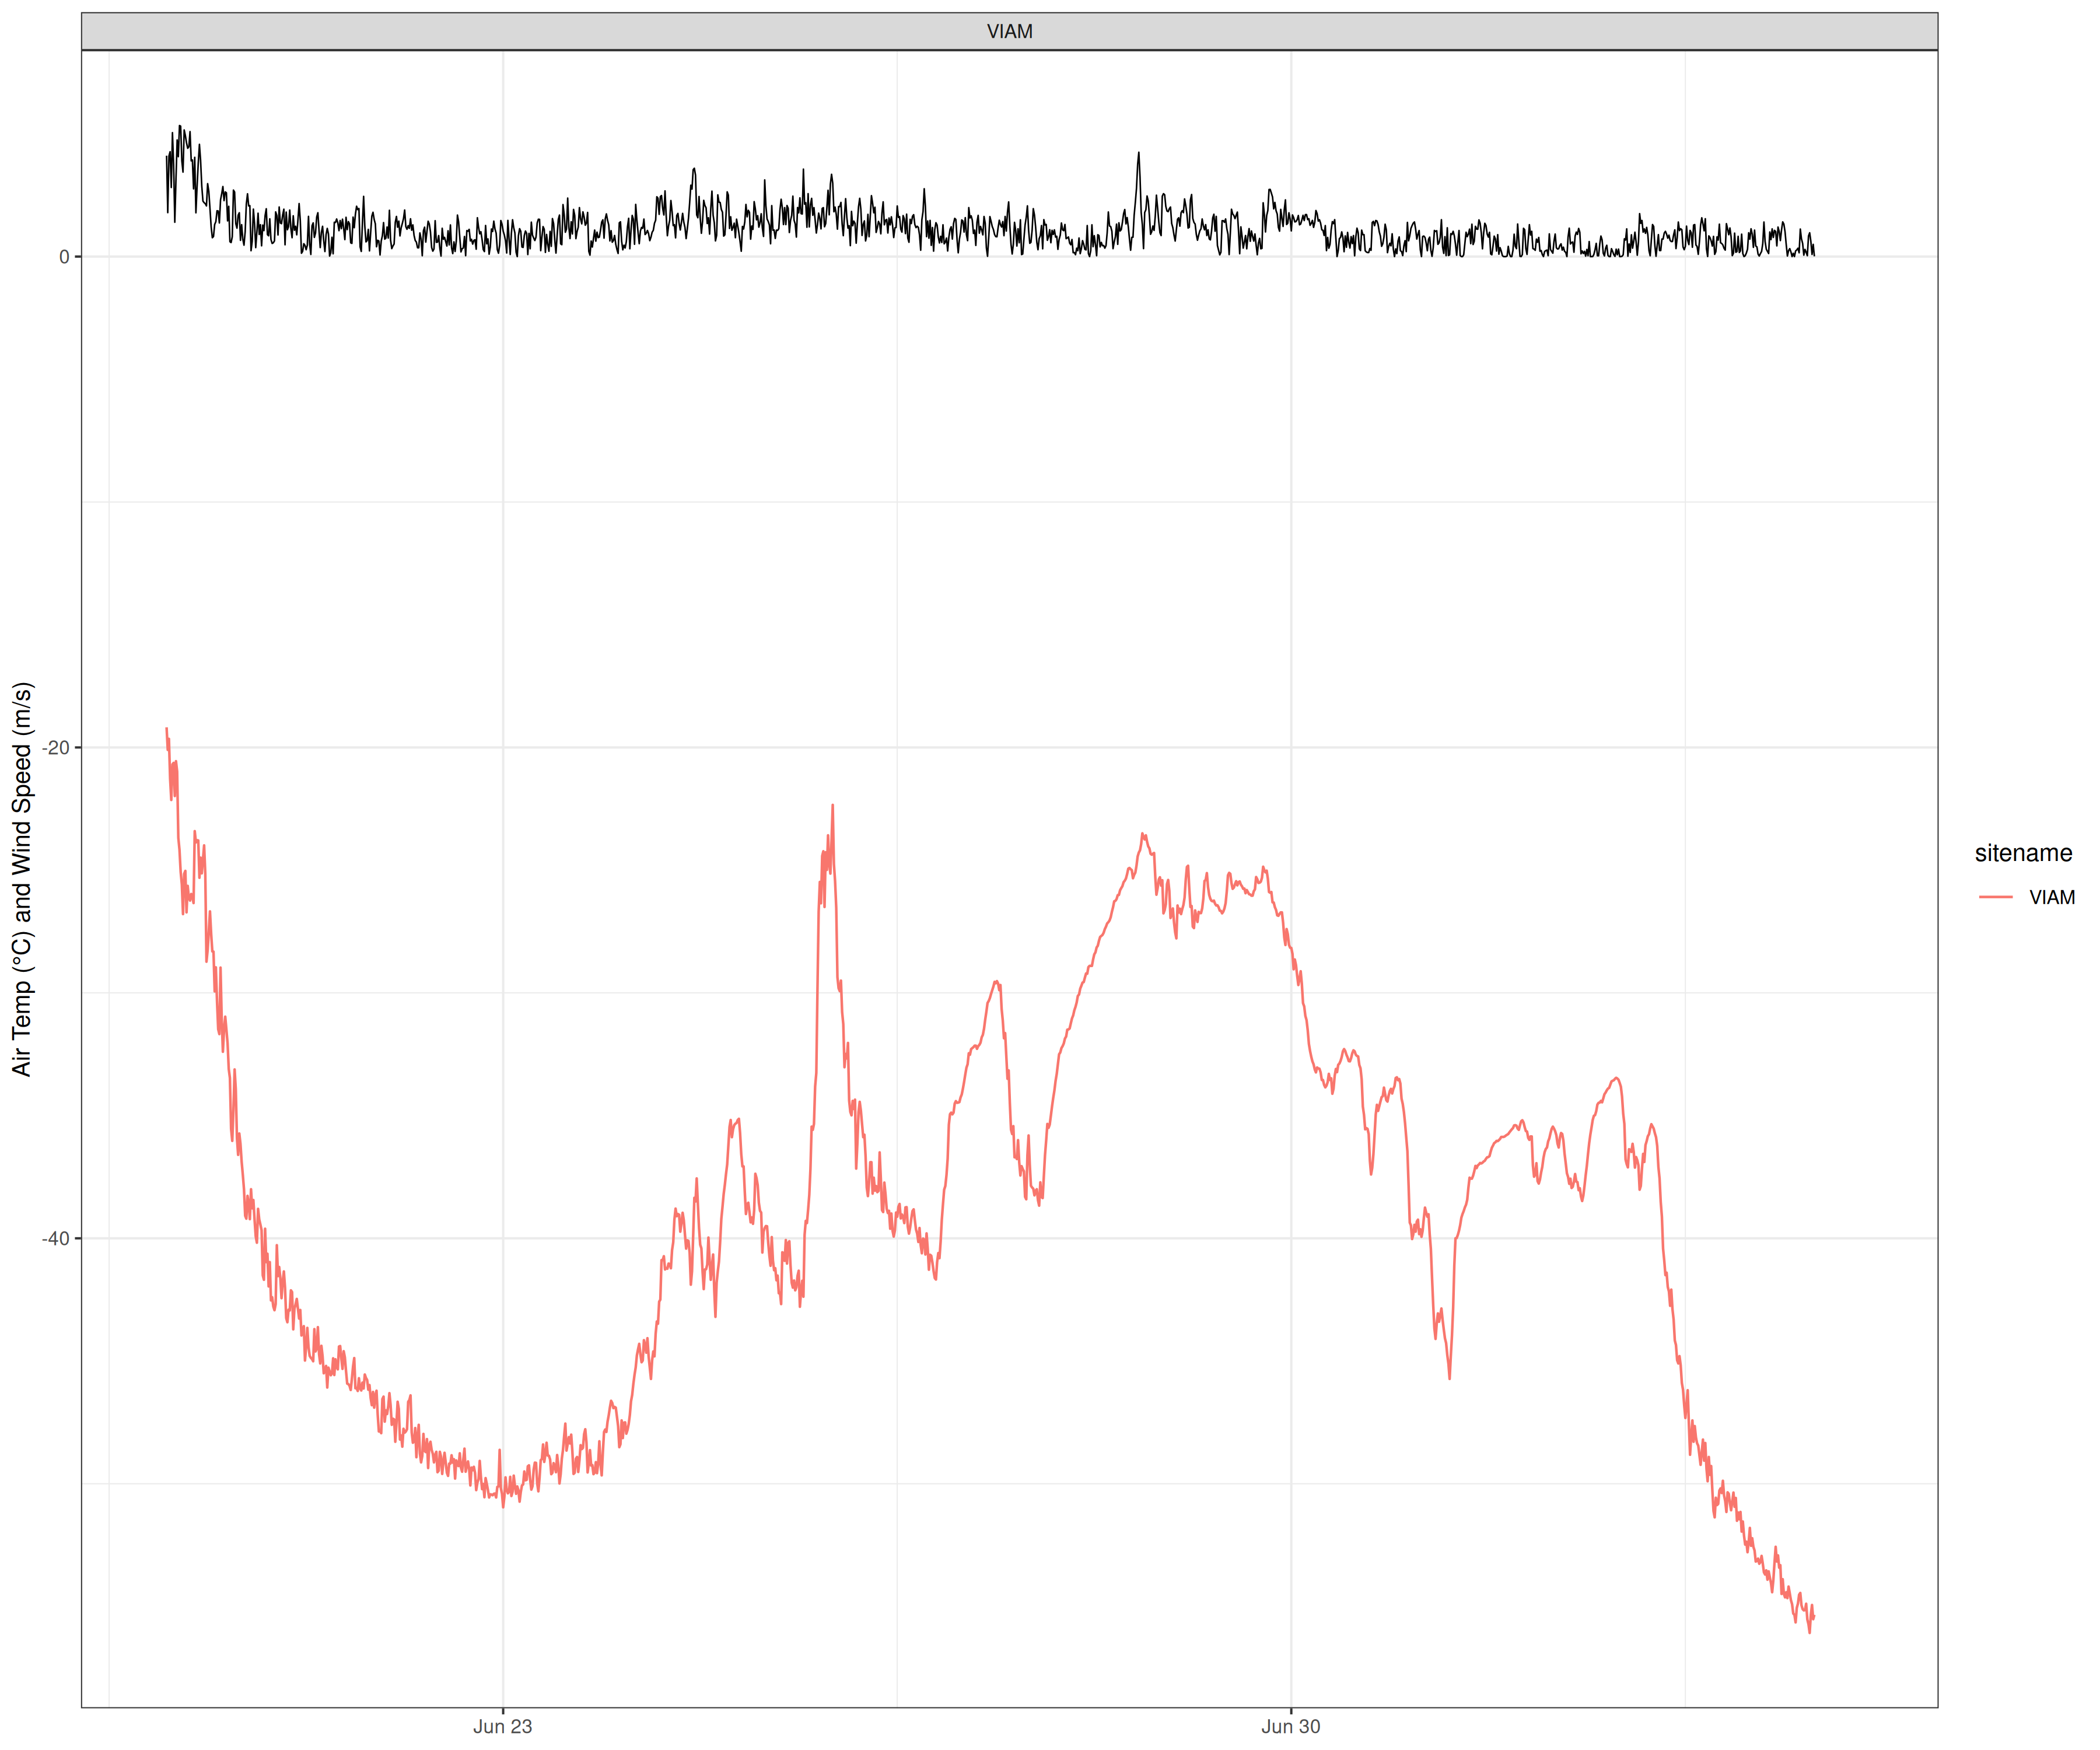 VIAM
Air Temp (°C) and Wind Speed (m/s)
0
-20
-40
Jun 23
Jun 30
sitename
VIAM